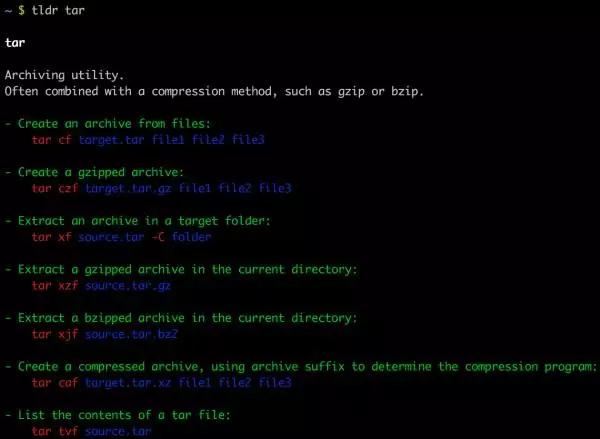 ~ $ tldr tar
tar
Archiving utility.
Often combined with a compression method, such as gzip or bzip.
- Create an archive from files:
tar cf target.tar file1 file2 file3
- Create a gzipped archive:
tar czf target.tar.gz file1 file2 file3
- Extract an archive in a target folder:
tar xf source.tar -C folder
- Extract a gzipped archive in the current directory:
tar xzf source.tar.gz
- Extract a bzipped archive in the current directory:
tar xjf source.tar.bz2
- Create a compressed archive, using archive suffix to determine the compression program:
tar caf target.tar.xz file1 file2 file3
- List the contents of a tar file:
tar tvf source.tar